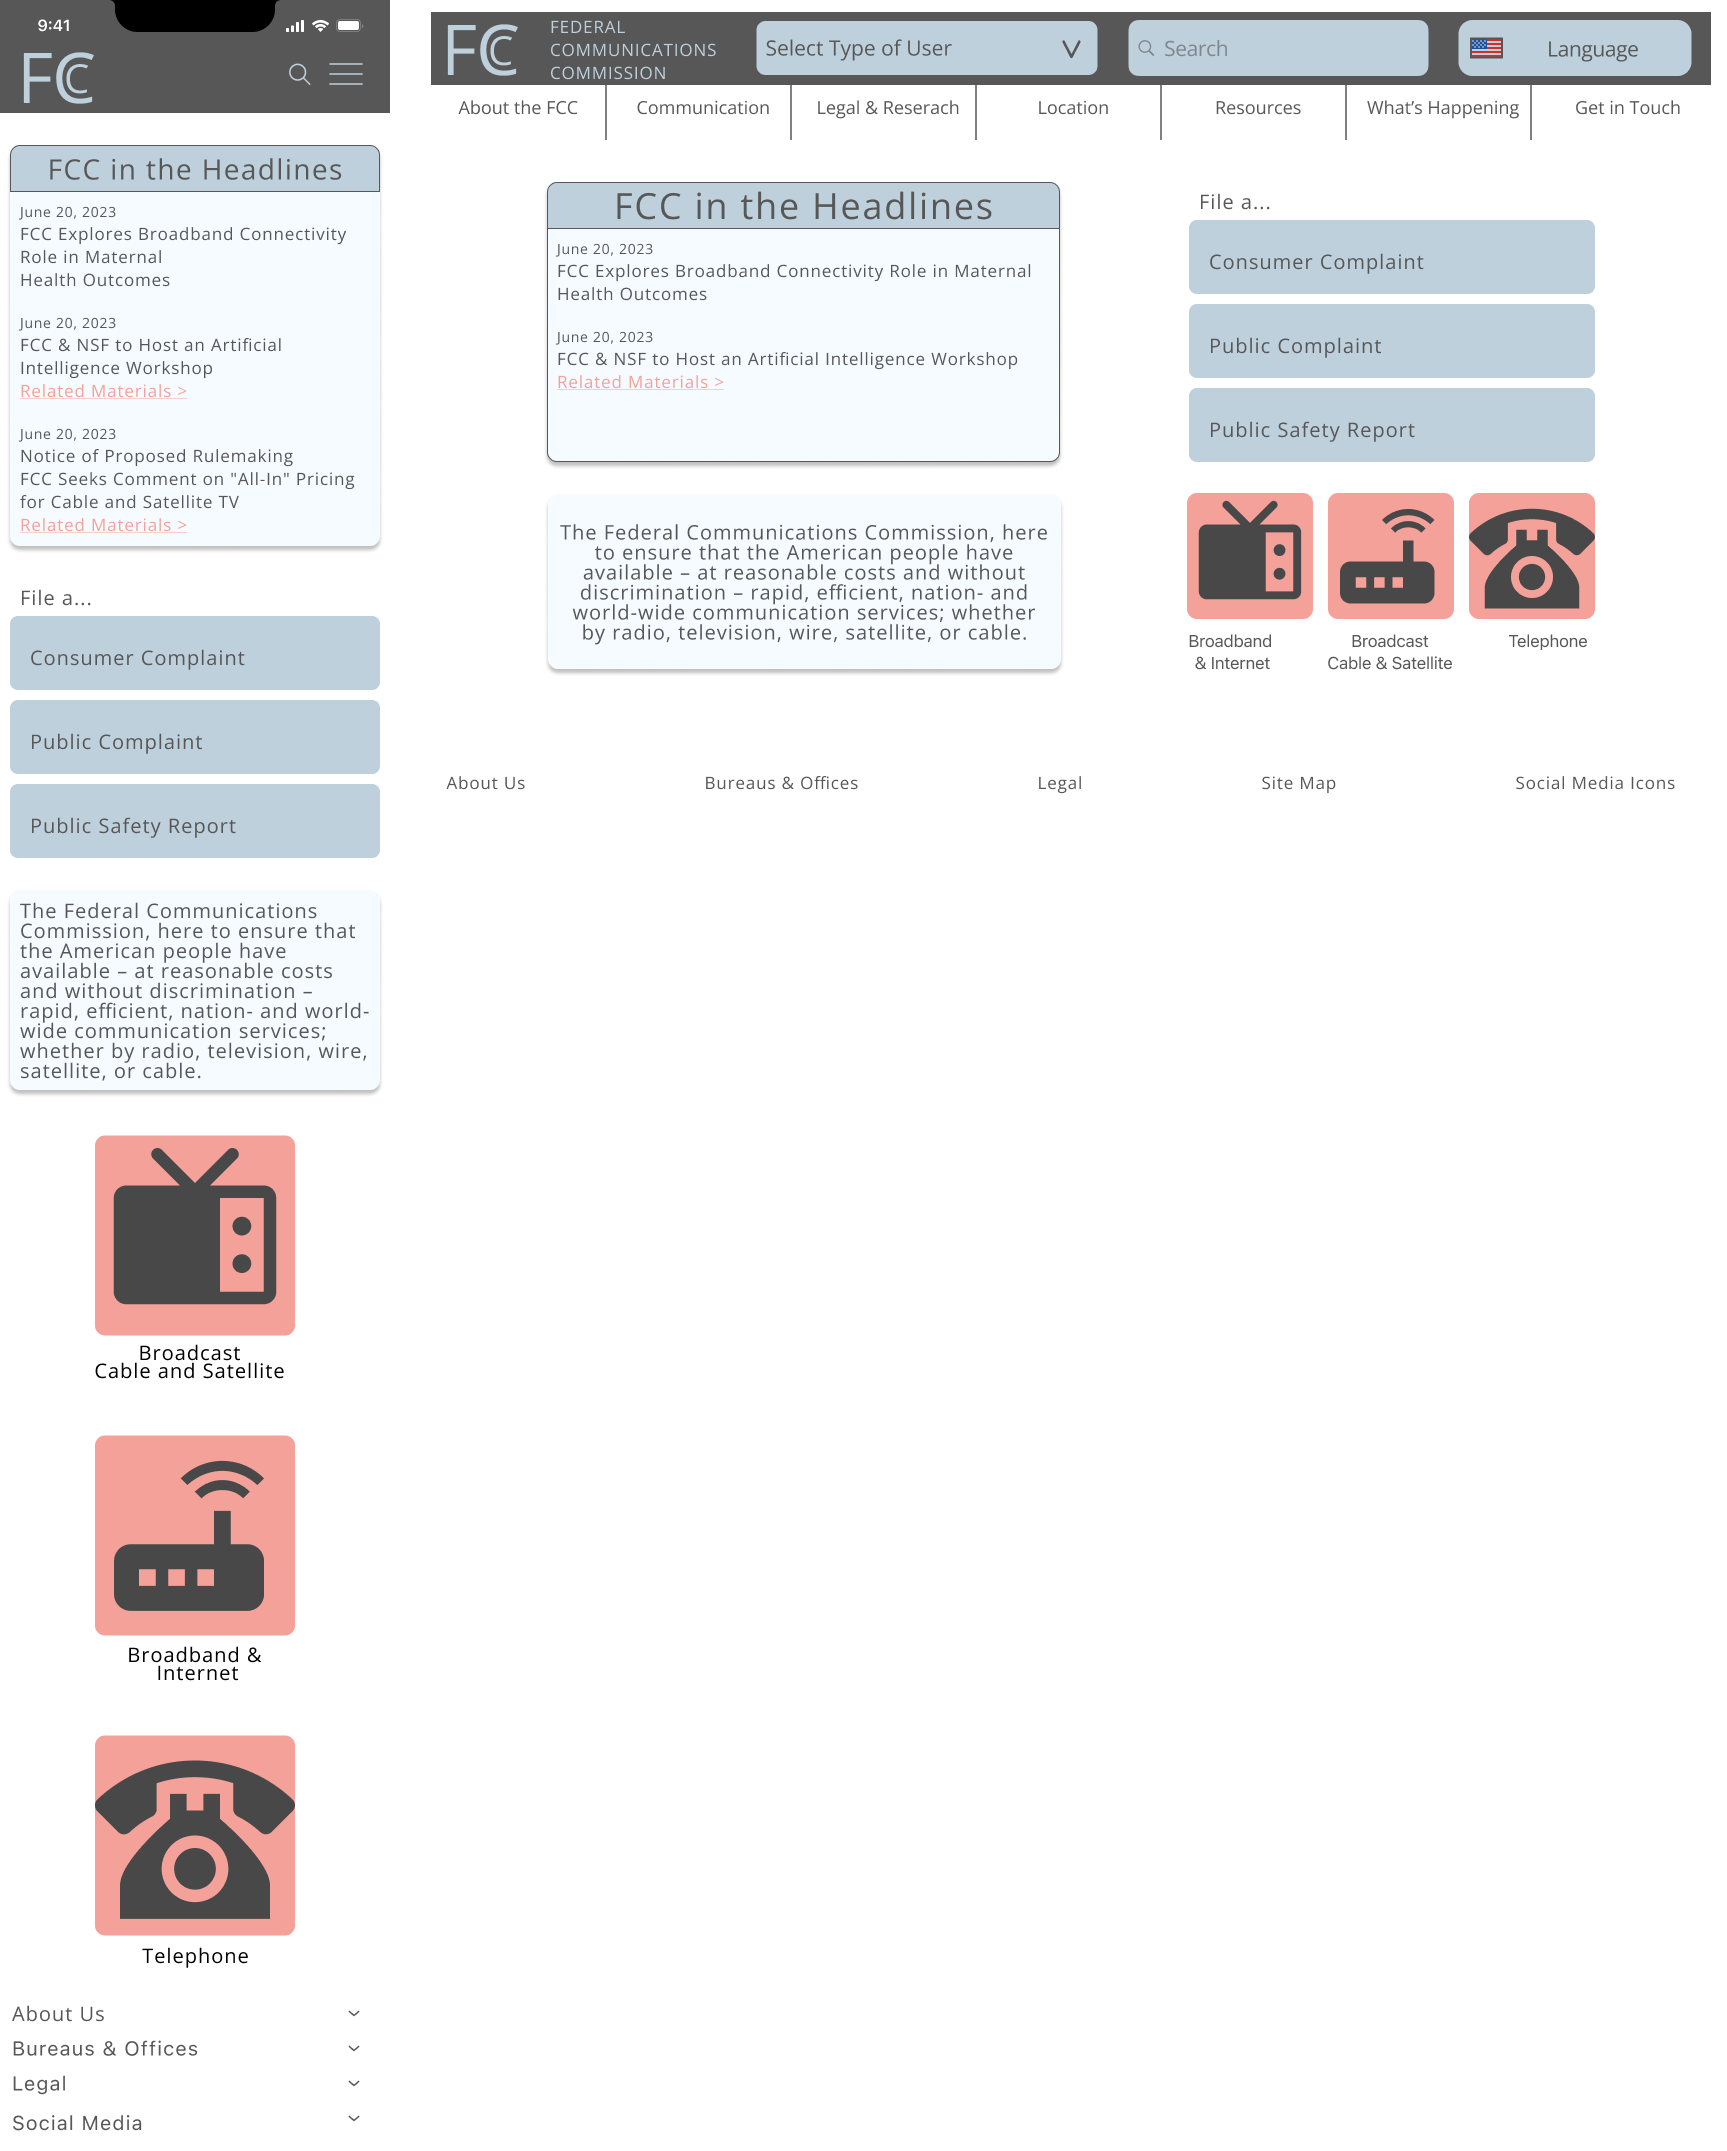 9:41
FCC
FCC in the Headlines
June 20, 2023
FCC Explores Broadband Connectivity
Role in Maternal
Health Outcomes
June 20, 2023
FCC & NSF to Host an Artificial
Intelligence Workshop
Related Materials >
June 20, 2023
Notice of Proposed Rulemaking
FCC Seeks Comment on "All-In" Pricing
for Cable and Satellite TV
Related Materials >
File a...
Consumer Complaint
Public Complaint
Public Safety Report
The Federal Communications
Commission, here to ensure that
the American people have
available – at reasonable costs
and without discrimination –
rapid, efficient, nation- and world-
wide communication services;
whether by radio, television, wire,
satellite, or cable.
Broadcast
Cable and Satellite
Broadband &
Internet
Telephone
About Us
Bureaus & Offices
Legal
Social Media
FCC
FEDERAL
COMMUNICATIONS
COMMISSION
Select Type of User
Search
Language
About the FCC
Communication
Legal & Reserach
Location
Resources
What's Happening
Get in Touch
FCC in the Headlines
June 20, 2023
FCC Explores Broadband Connectivity Role in Maternal
Health Outcomes
June 20, 2023
FCC & NSF to Host an Artificial Intelligence Workshop
Related Materials >
The Federal Communications Commission, here
to ensure that the American people have
available – at reasonable costs and without
discrimination – rapid, efficient, nation- and
world-wide communication services; whether
by radio, television, wire, satellite, or cable.
File a...
Consumer Complaint
Public Complaint
Public Safety Report
Broadband
& Internet
Broadcast
Cable & Satellite
Telephone
About Us
Bureaus & Offices
Legal
Site Map
Social Media Icons